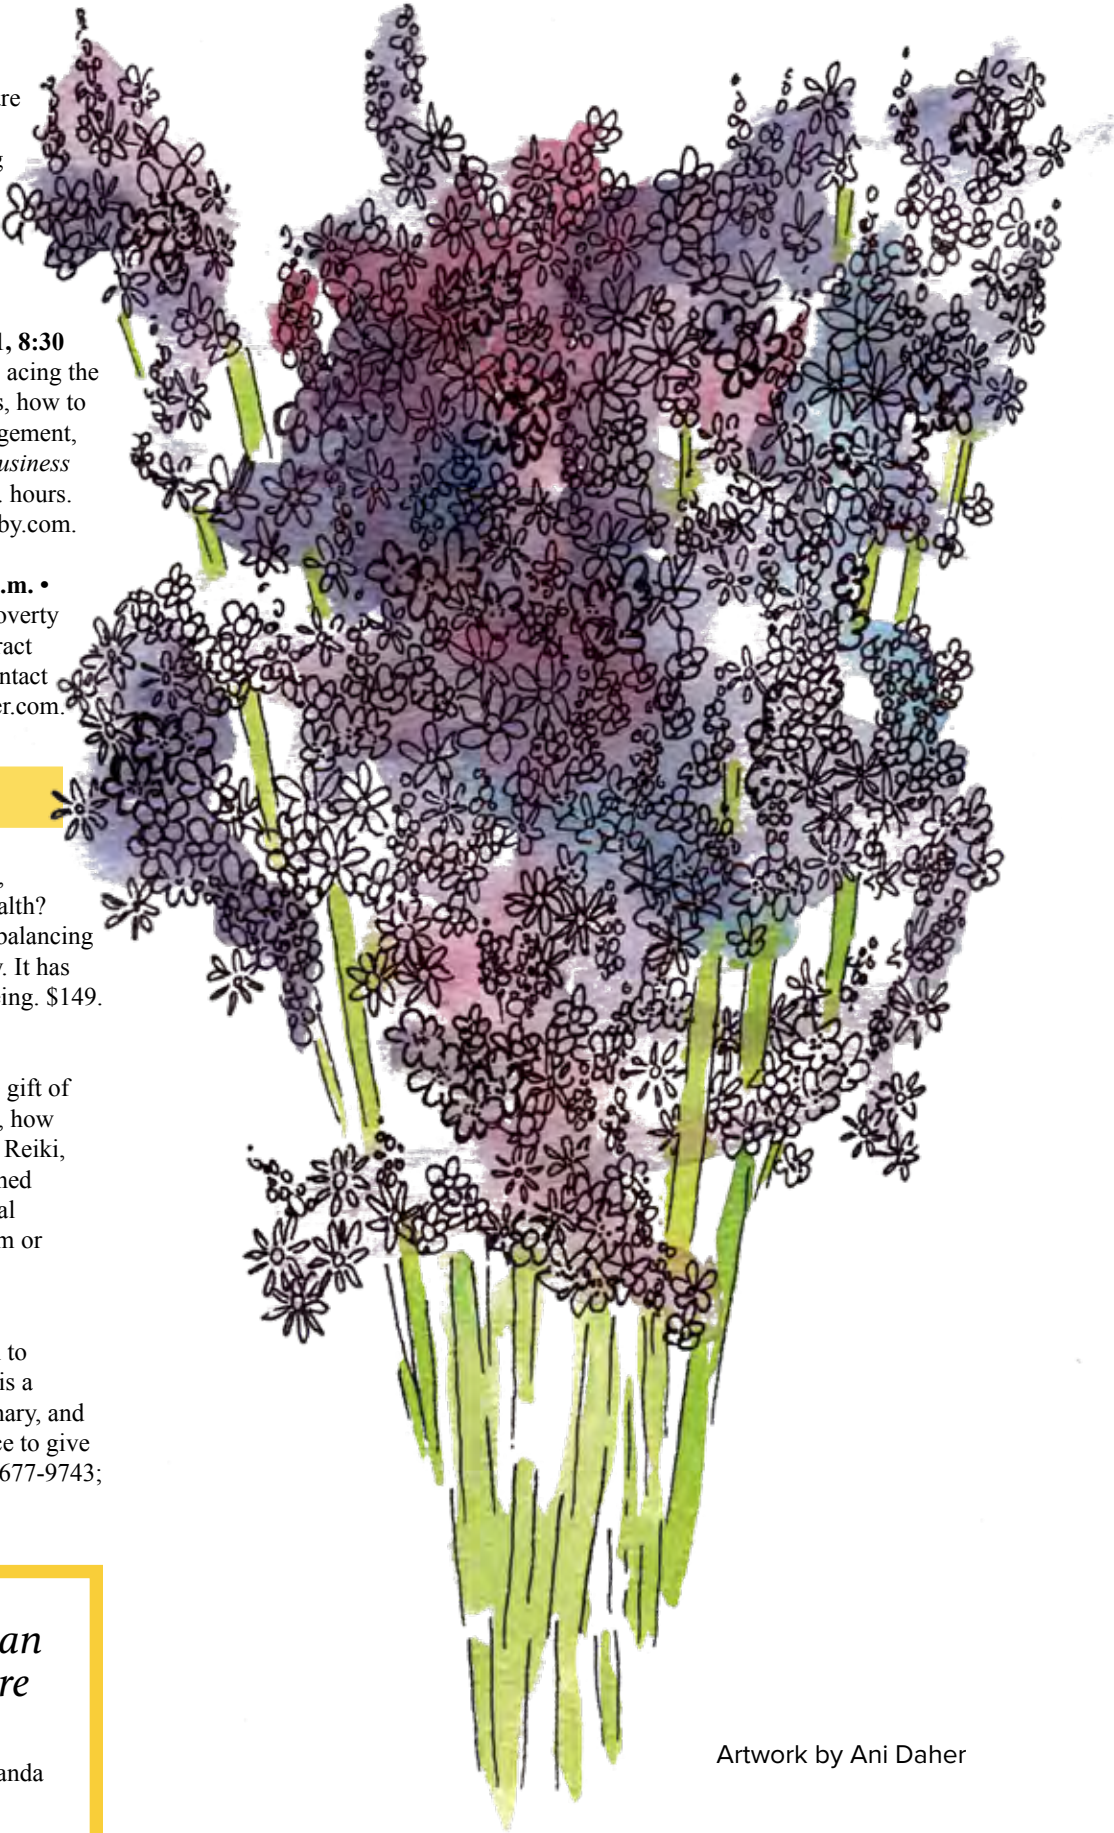 are
g
1, 8:30
acing the
s, how to
gement,
usiness
. hours.
by.com.
.m. •
overty
ract
ntact
er.com.
,
alth?
balancing
y. It has
ing. $149.
gift of
, how
Reiki,
ned
al
m or
to
is a
nary, and
ce to give
677-9743;
an
re
anda
Artwork by Ani Daher